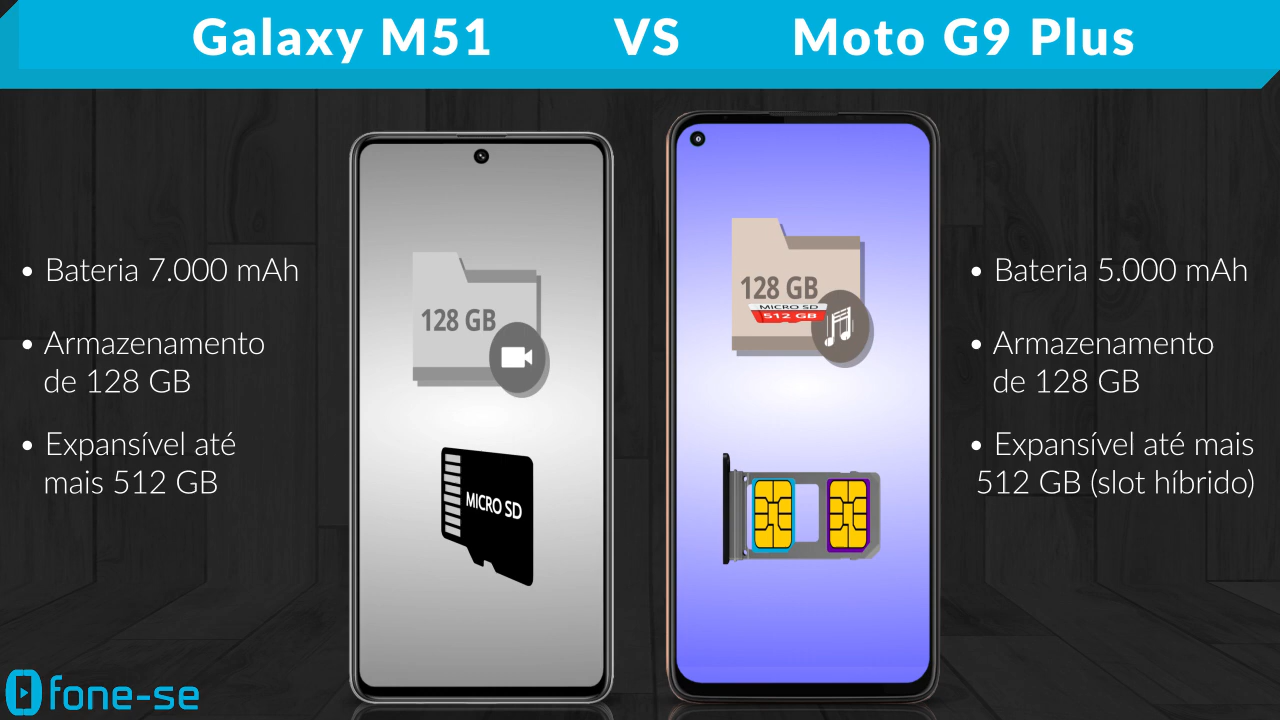 Galaxy M51 VS Moto G9 Plus
• Bateria 7.000 mAh
• Armazenamento
de 128 GB
• Expansível até
mais 512 GB
128 GB
MICRO SD
128 GB
MICRO SD
512 GB
• Bateria 5.000 mAh
• Armazenamento
de 128 GB
• Expansível até mais
512 GB (slot híbrido)
fone-se